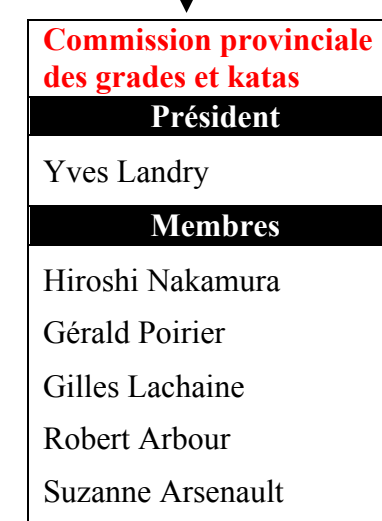 Commission provinciale
des grades et katas
Président
Yves Landry
Membres
Hiroshi Nakamura
Gérald Poirier
Gilles Lachaine
Robert Arbour
Suzanne Arsenault